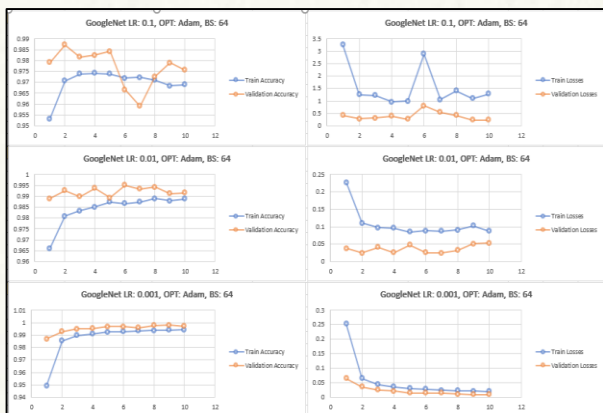 GoogleNet LR: 0.1, OPT: Adam, BS: 64
0.99
0.985
0.98
0.975
0.97
0.965
0.96
0.955
0.95
0 2 4 6 8 10 12
Train Accuracy
Validation Accuracy
GoogleNet LR: 0.1, OPT: Adam, BS: 64
3.5
3
2.5
2
1.5
1
0.5
0
0 2 4 6 8 10 12
Train Losses
Validation Losses
GoogleNet LR: 0.01, OPT: Adam, BS: 64
1
0.995
0.99
0.985
0.98
0.975
0.97
0.965
0.96
0 2 4 6 8 10 12
Train Accuracy
Validation Accuracy
GoogleNet LR: 0.01, OPT: Adam, BS: 64
0.25
0.2
0.15
0.1
0.05
0
0 2 4 6 8 10 12
Train Losses
Validation Losses
GoogleNet LR: 0.001, OPT: Adam, BS: 64
1.01
1
0.99
0.98
0.97
0.96
0.95
0.94
0 2 4 6 8 10 12
Train Accuracy
Validation Accuracy
GoogleNet LR: 0.001, OPT: Adam, BS: 64
0.3
0.25
0.2
0.15
0.1
0.05
0
0 2 4 6 8 10 12
Train Losses
Validation Losses